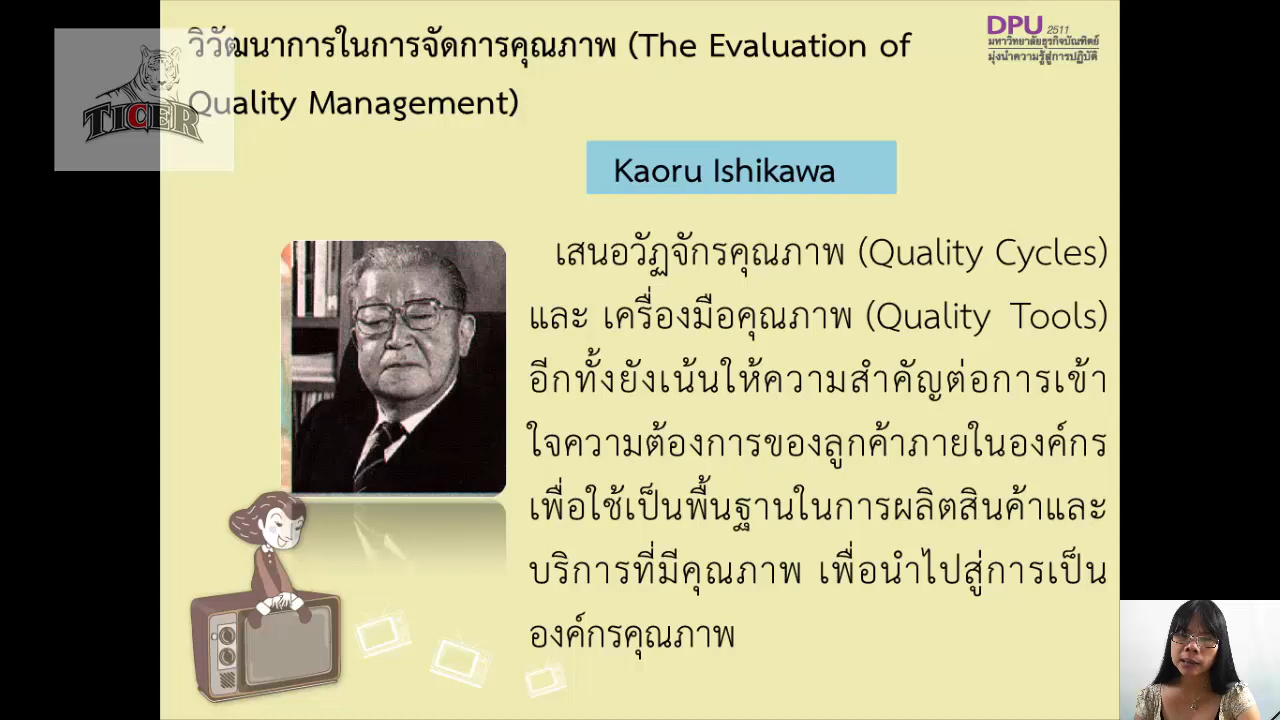 วิวัฒนาการในการจัดการคุณภาพ (The Evaluation of
Quality Management)
TICER
DPU 2511
มหาวิทยาลัยธุรกิจบัณฑิตย์
มุ่งนำความรู้สู่การปฏิบัติ
Kaoru Ishikawa
เสนอวัฏจักรคุณภาพ (Quality Cycles)
และ เครื่องมือคุณภาพ (Quality Tools)
อีกทั้งยังเน้นให้ความสำคัญต่อการเข้า
ใจความต้องการของลูกค้าภายในองค์กร
เพื่อใช้เป็นพื้นฐานในการผลิตสินค้าและ
บริการที่มีคุณภาพ เพื่อนำไปสู่การเป็น
องค์กรคุณภาพ